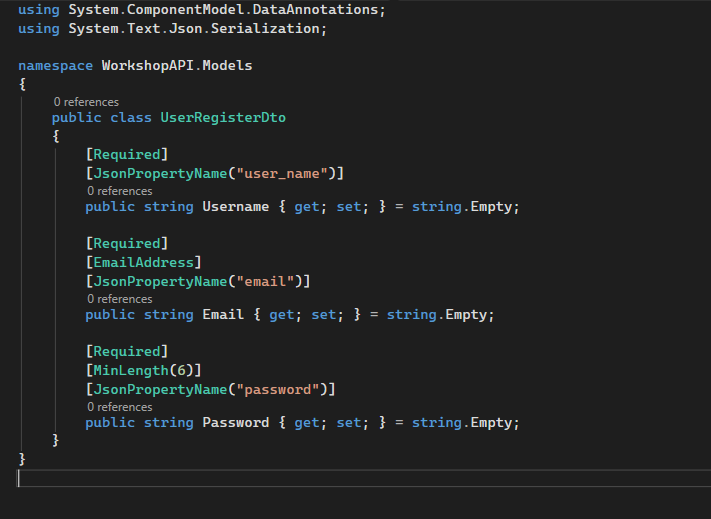 using System.ComponentModel.DataAnnotations;
using System.Text.Json.Serialization;
namespace WorkshopAPI.Models
{
0 references
public class UserRegisterDto
{
[Required]
[JsonPropertyName("user_name")]
0 references
public string Username { get; set; } = string.Empty;
[Required]
[EmailAddress]
[JsonPropertyName("email")]
0 references
public string Email { get; set; } = string.Empty;
[Required]
[MinLength(6)]
[JsonPropertyName("password")]
0 references
public string Password { get; set; } = string.Empty;
}
}